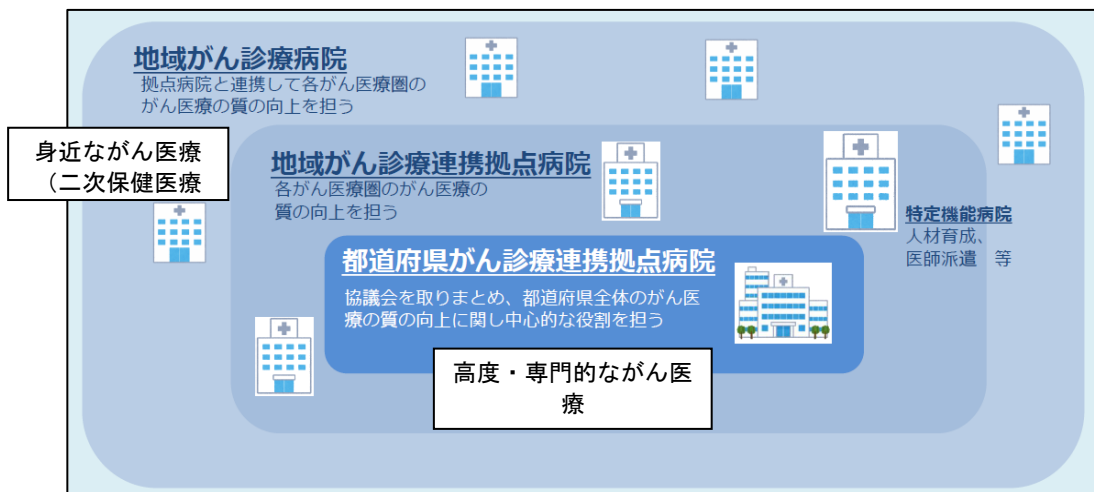 地域がん診療病院
拠点病院と連携して各がん医療圏の
がん医療の質の向上を担う
身近ながん医療
（二次保健医療
地域がん診療連携拠点病院
各がん医療圏のがん医療の
質の向上を担う
特定機能病院
人材育成、
医師派遣　等
都道府県がん診療連携拠点病院
協議会を取りまとめ、都道府県全体のがん医
療の質の向上に関し中心的な役割を担う
高度・専門的ながん医
療